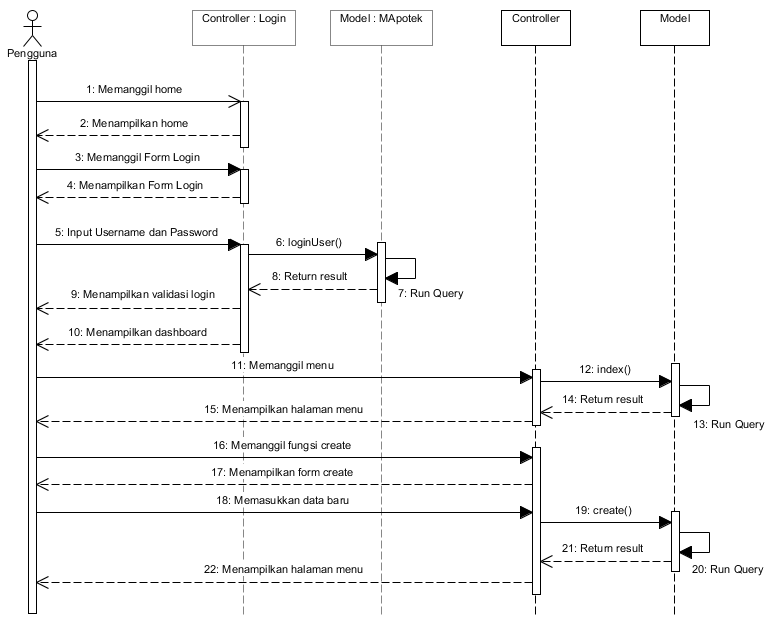 Controller : Login
Model : MApotek
Controller
Model
Pengguna
1: Memanggil home
2: Menampilkan home
3: Memanggil Form Login
4: Menampilkan Form Login
5: Input Username dan Password
6: loginUser()
8: Return result
7: Run Query
9: Menampilkan validasi login
10: Menampilkan dashboard
11: Memanggil menu
12: index()
14: Return result
13: Run Query
15: Menampilkan halaman menu
16: Memanggil fungsi create
17: Menampilkan form create
18: Memasukkan data baru
19: create()
21: Return result
20: Run Query
22: Menampilkan halaman menu